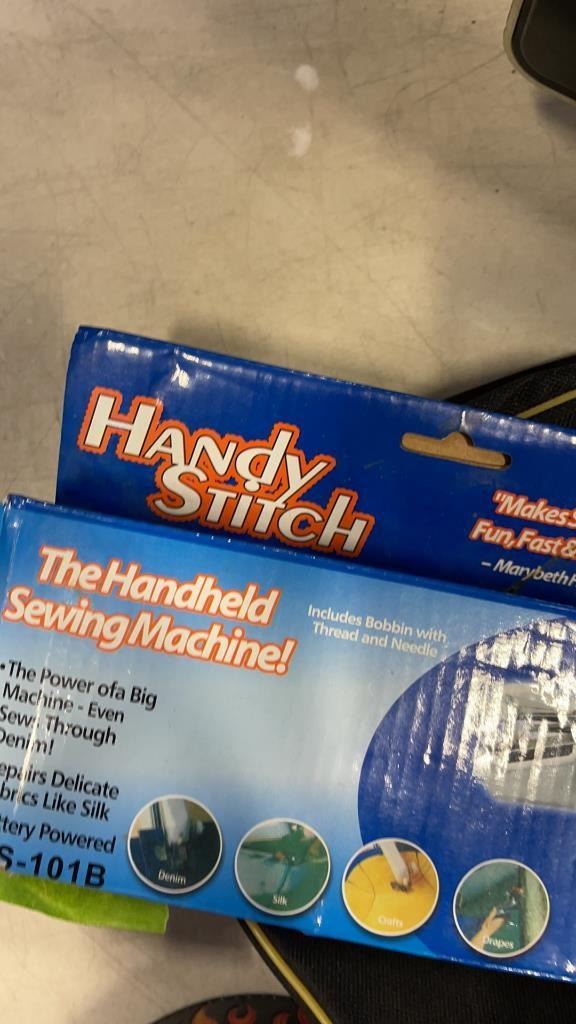 HANdy
STITCH
"Makes
Fun, Fast &
– Marybeth
The Handheld
Sewing Machine!
Includes Bobbin with
Thread and Needle
• The Power ofa Big
Machine - Even
Sews Through
Denim!
epairs Delicate
brics Like Silk
ttery Powered
S-101B
Denim
Silk
Crafts
Drapes